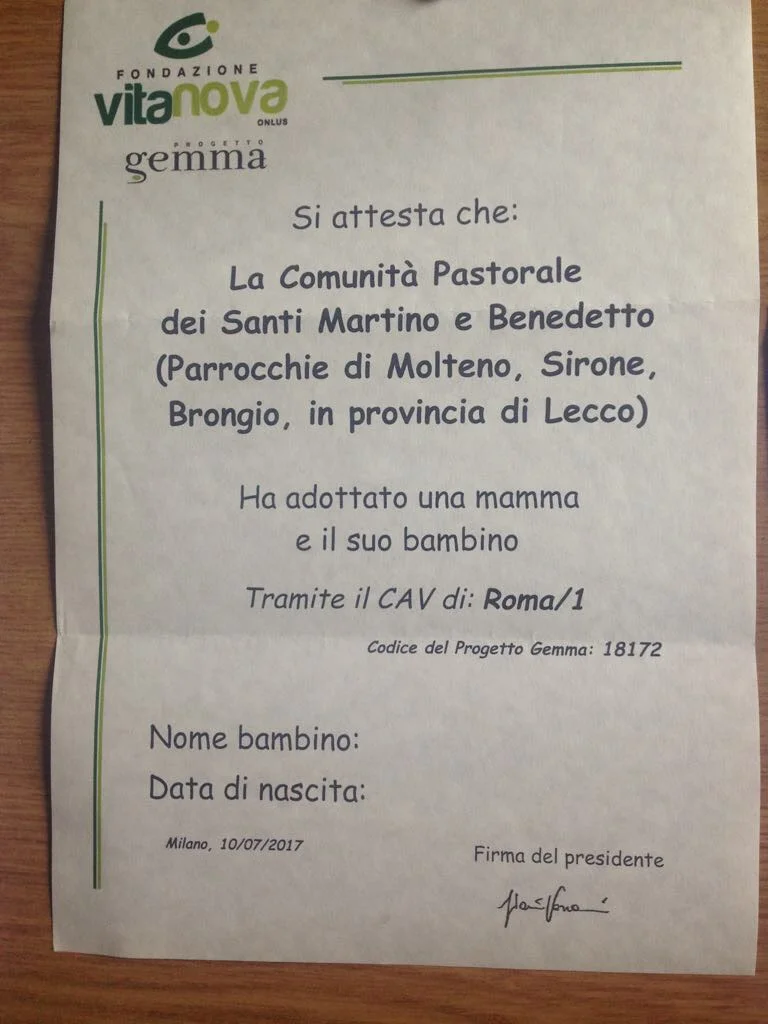 FONDAZIONE
vitanova
ONLUS
PROGETTO
gemma
Si attesta che:
La Comunità Pastorale
dei Santi Martino e Benedetto
(Parrocchie di Molteno, Sirone,
Brongio, in provincia di Lecco)
Ha adottato una mamma
e il suo bambino
Tramite il CAV di: Roma/1
Codice del Progetto Gemma: 18172
Nome bambino:
Data di nascita:
Milano, 10/07/2017
Firma del presidente